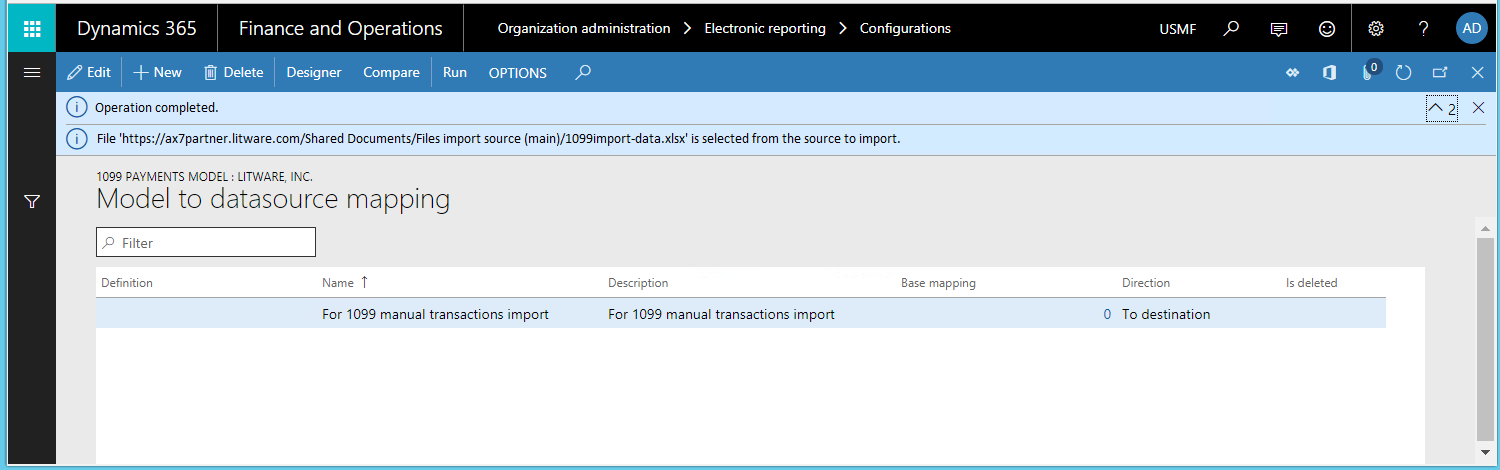 Dynamics 365 Finance and Operations Organization administration > Electronic reporting > Configurations USMF ? AD
Edit + New Delete Designer Compare Run OPTIONS 0
Operation completed. 2
File 'https://ax7partner.litware.com/Shared Documents/Files import source (main)/1099import-data.xlsx' is selected from the source to import.
1099 PAYMENTS MODEL : LITWARE, INC.
Model to datasource mapping
Filter
Definition Name ↑ Description Base mapping Direction Is deleted
For 1099 manual transactions import For 1099 manual transactions import 0 To destination